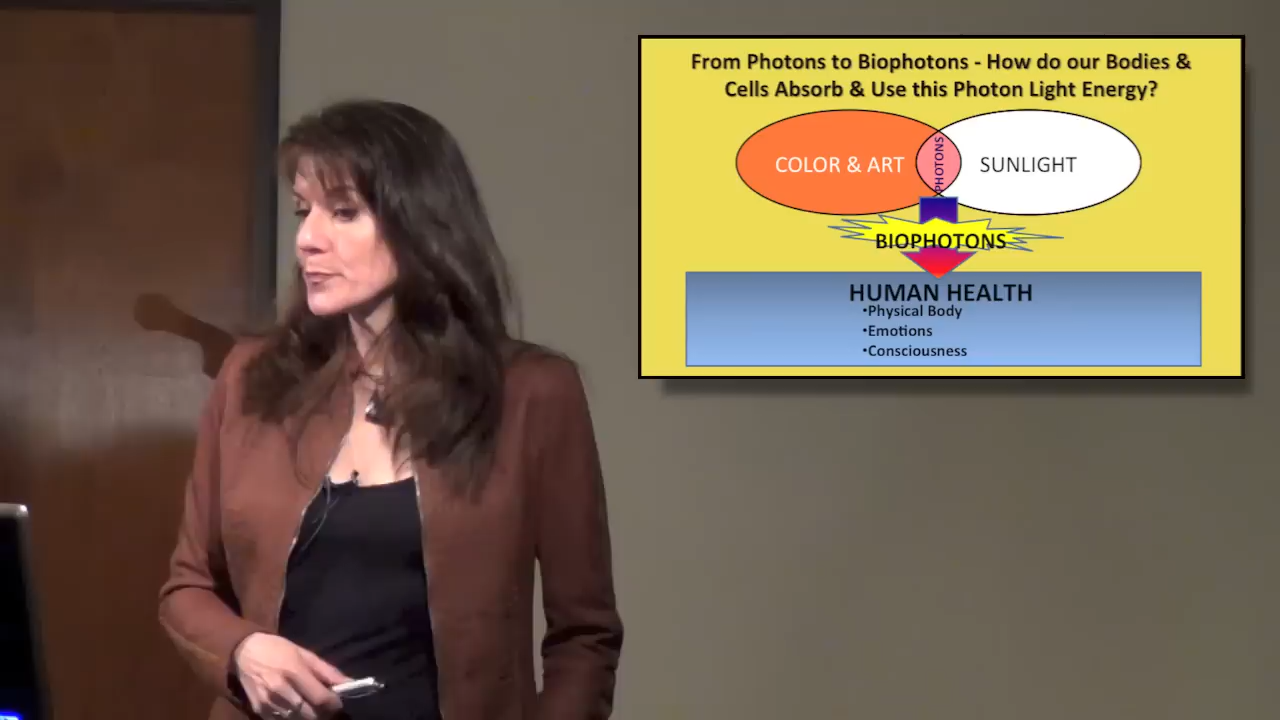 From Photons to Biophotons - How do our Bodies &
Cells Absorb & Use this Photon Light Energy?
COLOR & ART
PHOTONS
SUNLIGHT
BIOPHOTONS
HUMAN HEALTH
•Physical Body
•Emotions
•Consciousness